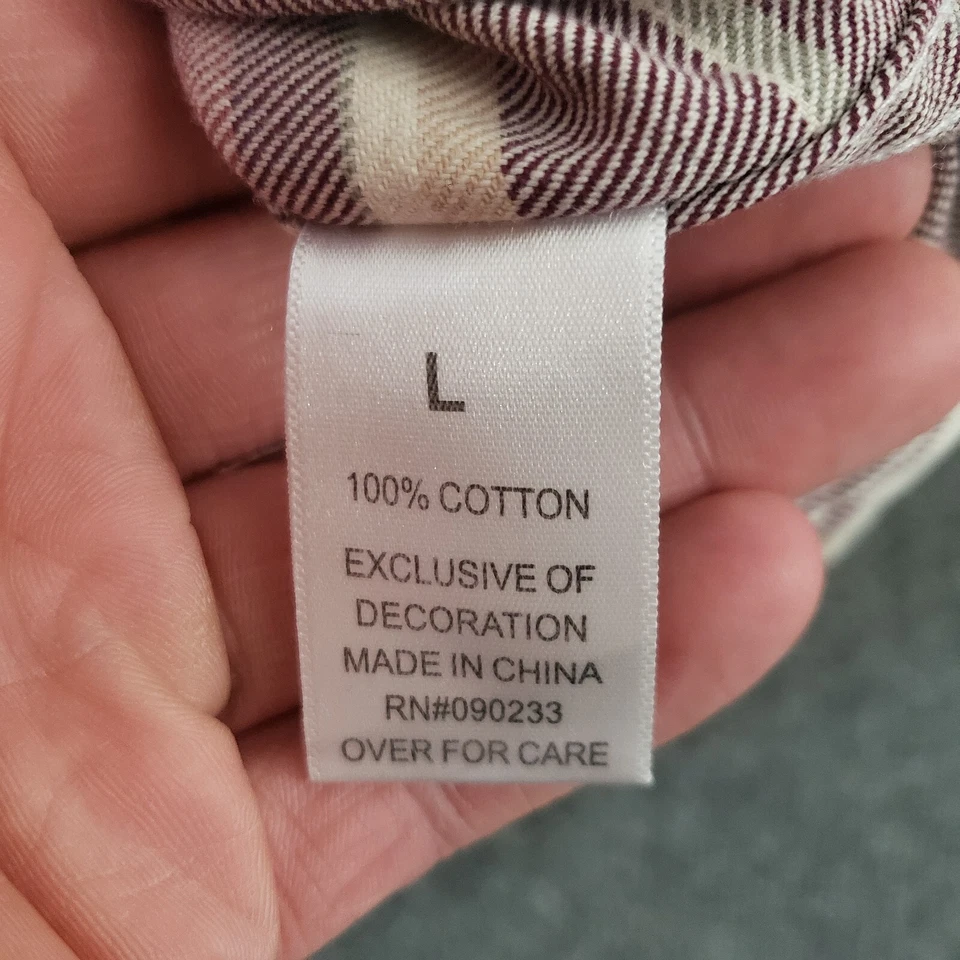 L
100% COTTON
EXCLUSIVE OF
DECORATION
MADE IN CHINA
RN#090233
OVER FOR CARE